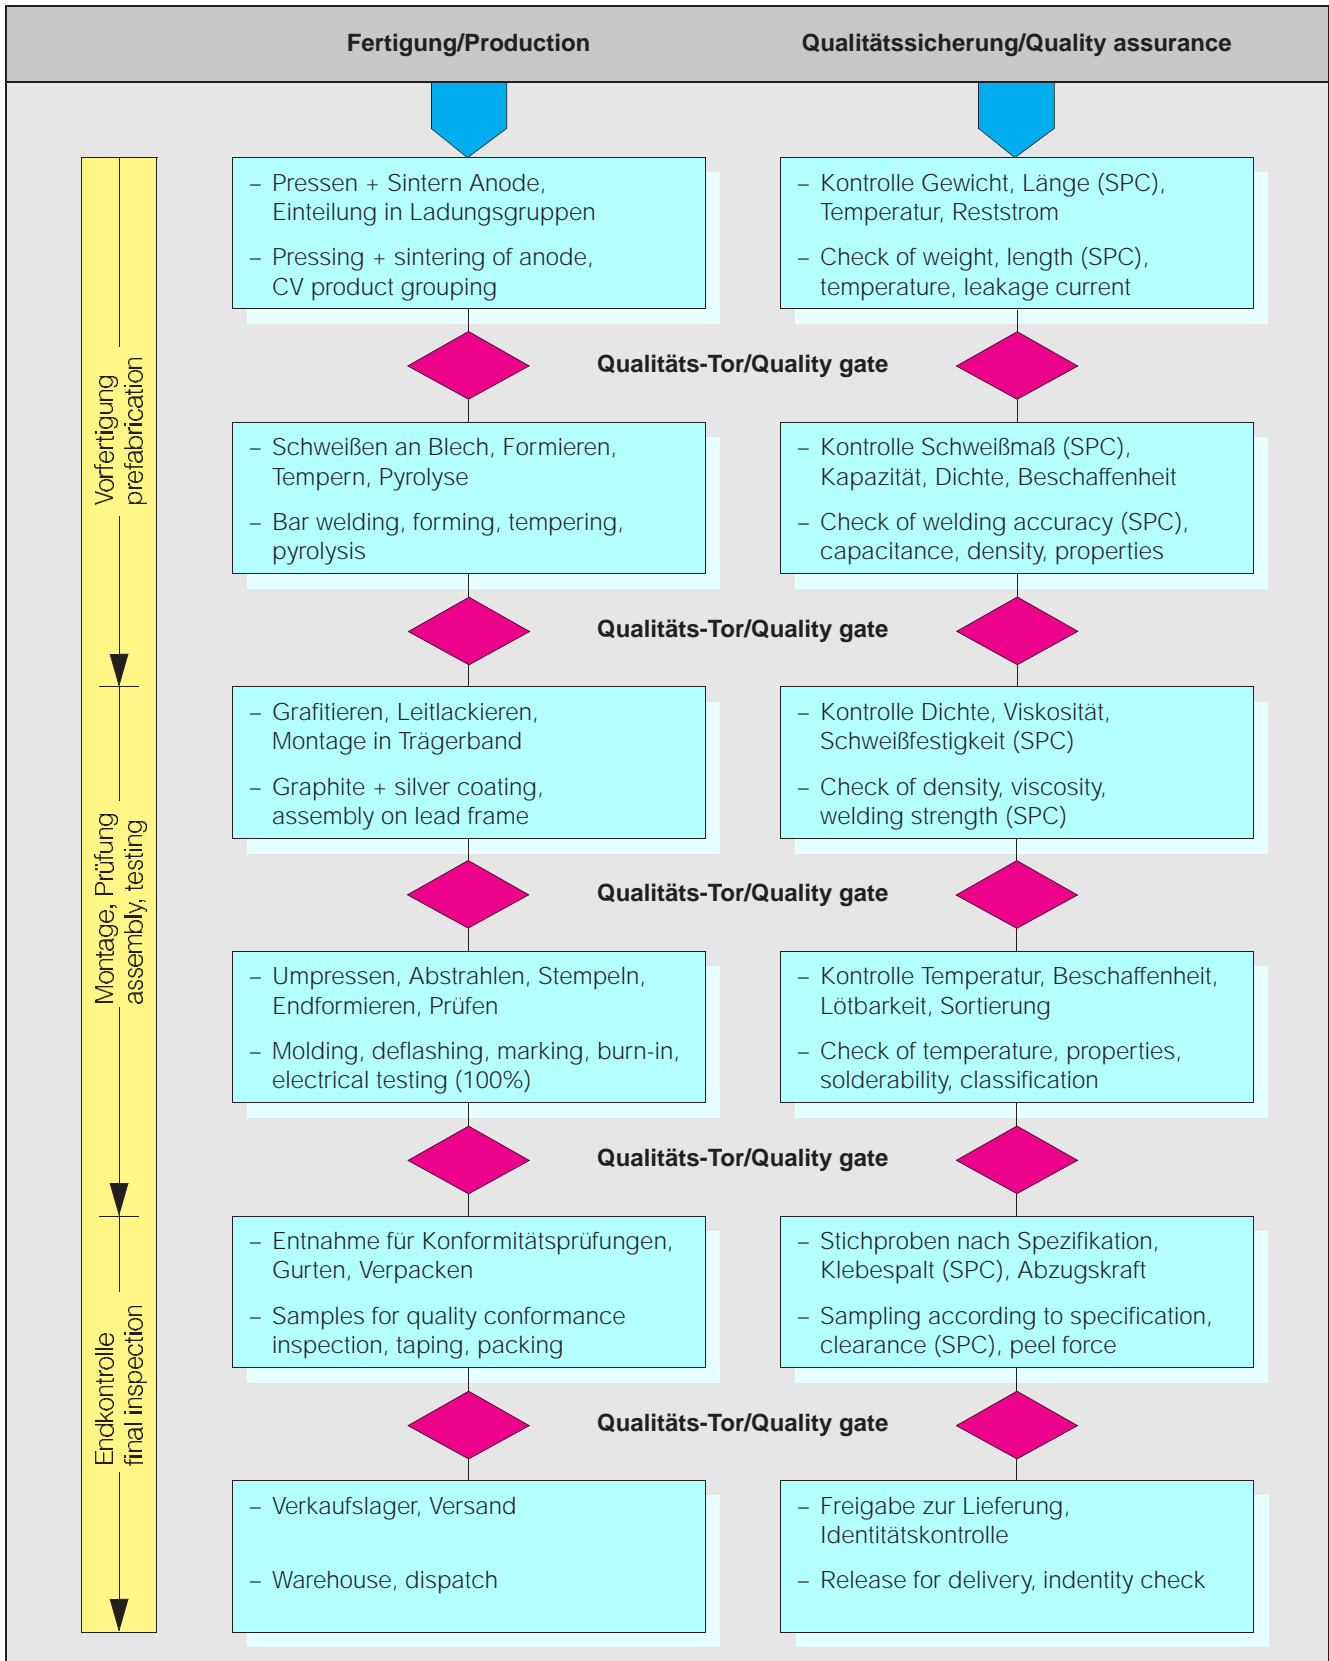 Fertigung/Production
Qualitätssicherung/Quality assurance
Vorfertigung
prefabrication
– Pressen + Sintern Anode,
Einteilung in Ladungsgruppen
– Pressing + sintering of anode,
CV product grouping
– Kontrolle Gewicht, Länge (SPC),
Temperatur, Reststrom
– Check of weight, length (SPC),
temperature, leakage current
Qualitäts-Tor/Quality gate
– Schweißen an Blech, Formieren,
Tempern, Pyrolyse
– Bar welding, forming, tempering,
pyrolysis
– Kontrolle Schweißmaß (SPC),
Kapazität, Dichte, Beschaffenheit
– Check of welding accuracy (SPC),
capacitance, density, properties
Qualitäts-Tor/Quality gate
Montage, Prüfung
assembly, testing
– Grafitieren, Leitlackieren,
Montage in Trägerband
– Graphite + silver coating,
assembly on lead frame
– Kontrolle Dichte, Viskosität,
Schweißfestigkeit (SPC)
– Check of density, viscosity,
welding strength (SPC)
Qualitäts-Tor/Quality gate
– Umpressen, Abstrahlen, Stempeln,
Endformieren, Prüfen
– Molding, deflashing, marking, burn-in,
electrical testing (100%)
– Kontrolle Temperatur, Beschaffenheit,
Lötbarkeit, Sortierung
– Check of temperature, properties,
solderability, classification
Qualitäts-Tor/Quality gate
Endkontrolle
final inspection
– Entnahme für Konformitätsprüfungen,
Gurten, Verpacken
– Samples for quality conformance
inspection, taping, packing
– Stichproben nach Spezifikation,
Klebespalt (SPC), Abzugskraft
– Sampling according to specification,
clearance (SPC), peel force
Qualitäts-Tor/Quality gate
– Verkaufslager, Versand
– Warehouse, dispatch
– Freigabe zur Lieferung,
Identitätskontrolle
– Release for delivery, indentity check